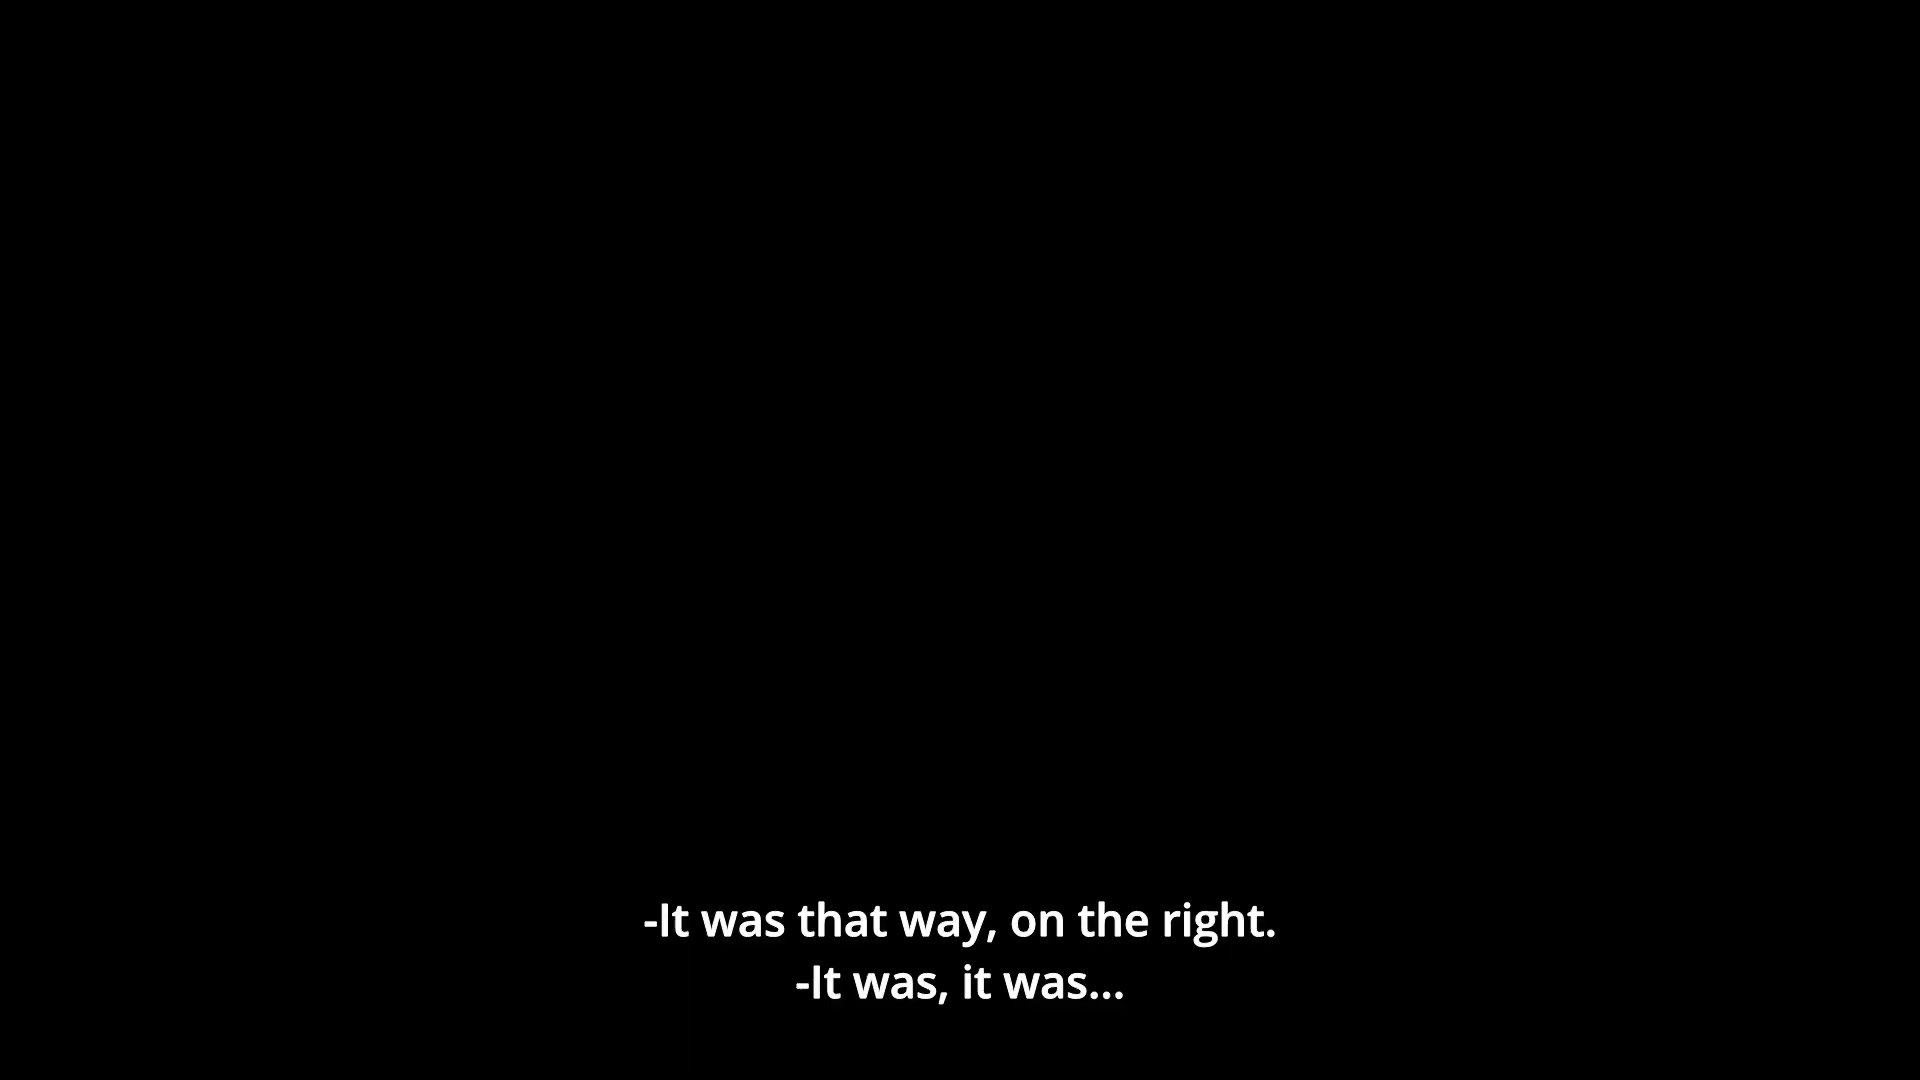 -It was that way, on the right.
-It was, it was...